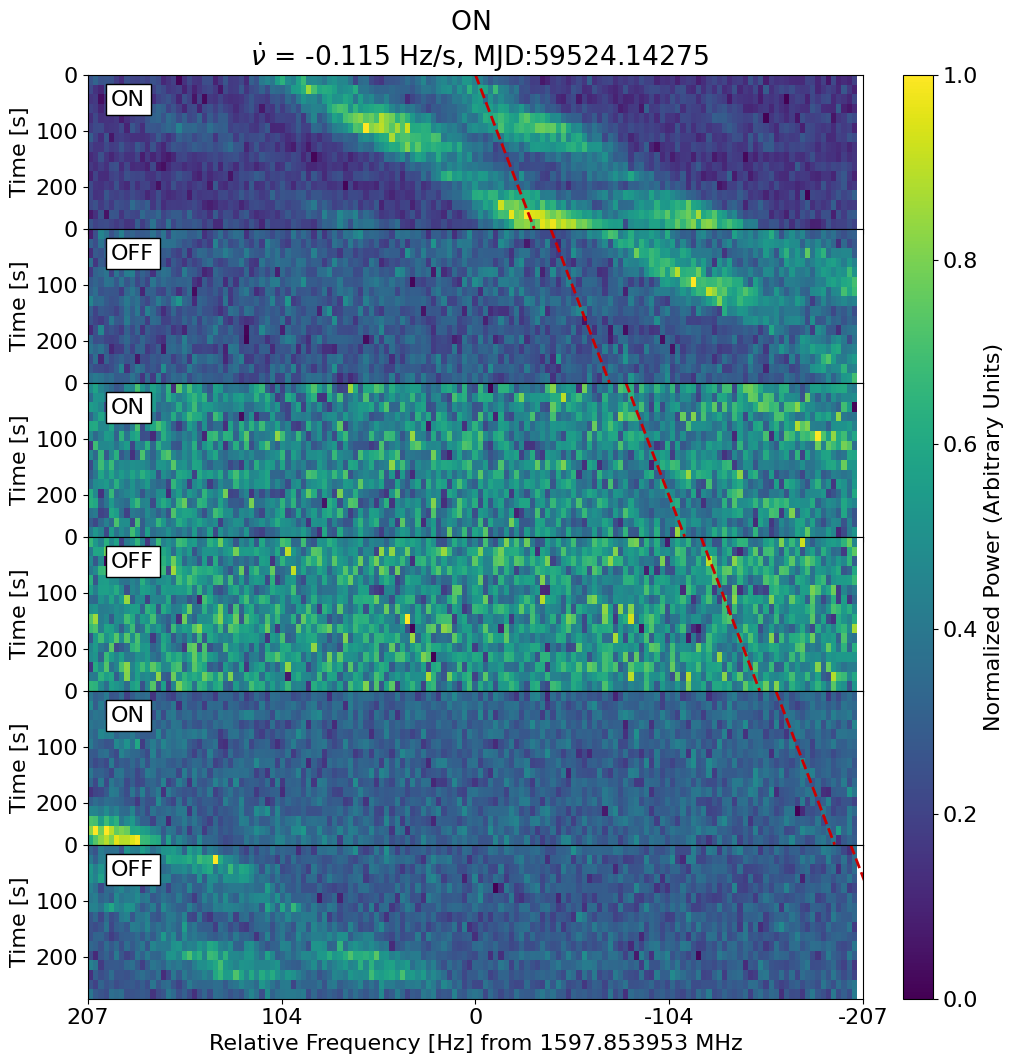 ON
ν̇ = -0.115 Hz/s, MJD:59524.14275
0
ON
100
200
Time [s]
0
OFF
100
200
Time [s]
0
ON
100
200
Time [s]
0
OFF
100
200
Time [s]
0
ON
100
200
Time [s]
0
OFF
100
200
Time [s]
207 104 0 -104 -207
Relative Frequency [Hz] from 1597.853953 MHz
1.0
0.8
0.6
0.4
0.2
0.0
Normalized Power (Arbitrary Units)